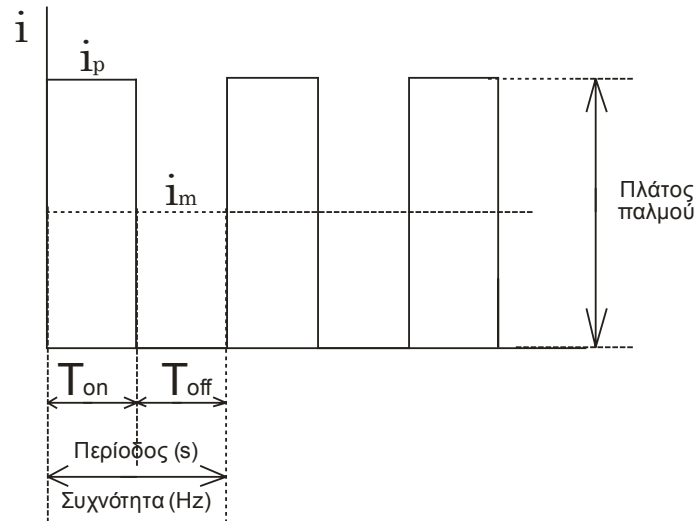 i
ip
im
Πλάτος
παλμού
Ton
Toff
Περίοδος (s)
Συχνότητα (Hz)